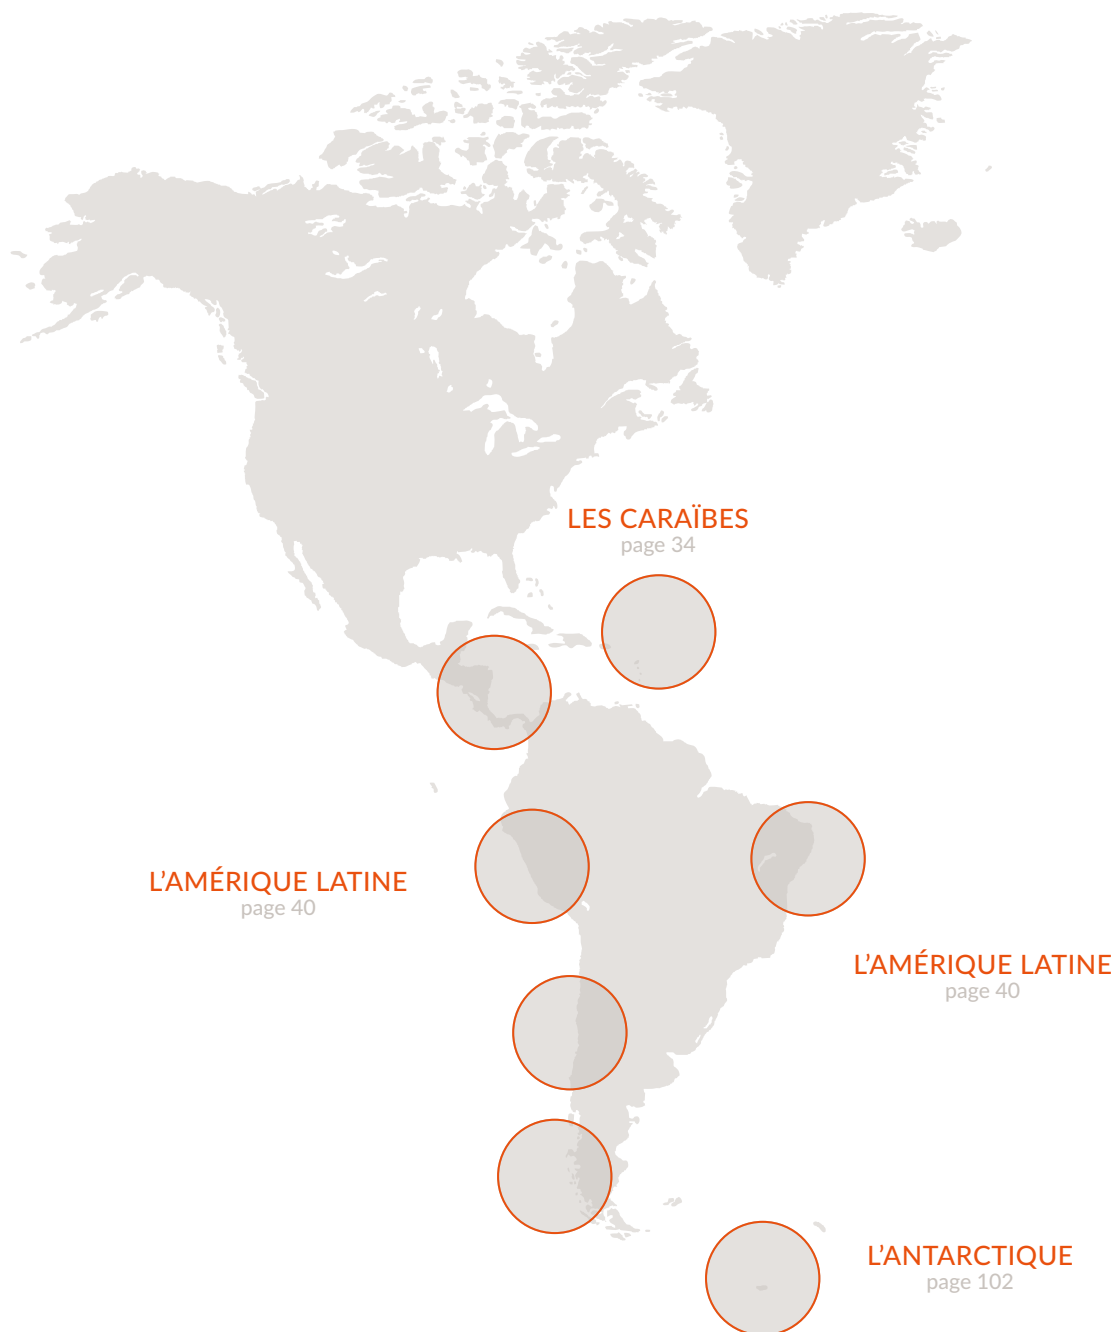 LES CARAÏBES
page 34
L’AMÉRIQUE LATINE
page 40
L’AMÉRIQUE LATINE
page 40
L’ANTARCTIQUE
page 102